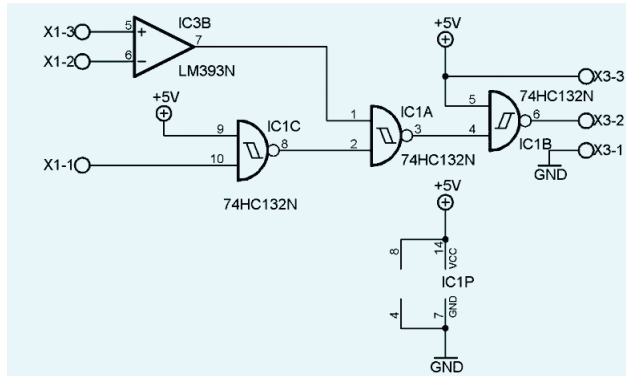 IC3B
X1-3 5 +
7
X1-2 6 −
LM393N
+5V
+5V
X3-3
74HC132N
5
IC1A
IC1C
9
1
3
4
6
X3-2
X1-1
10
8
2
74HC132N
IC1B
X3-1
GND
74HC132N
+5V
8
14
VCC
IC1P
4
7
GND
GND